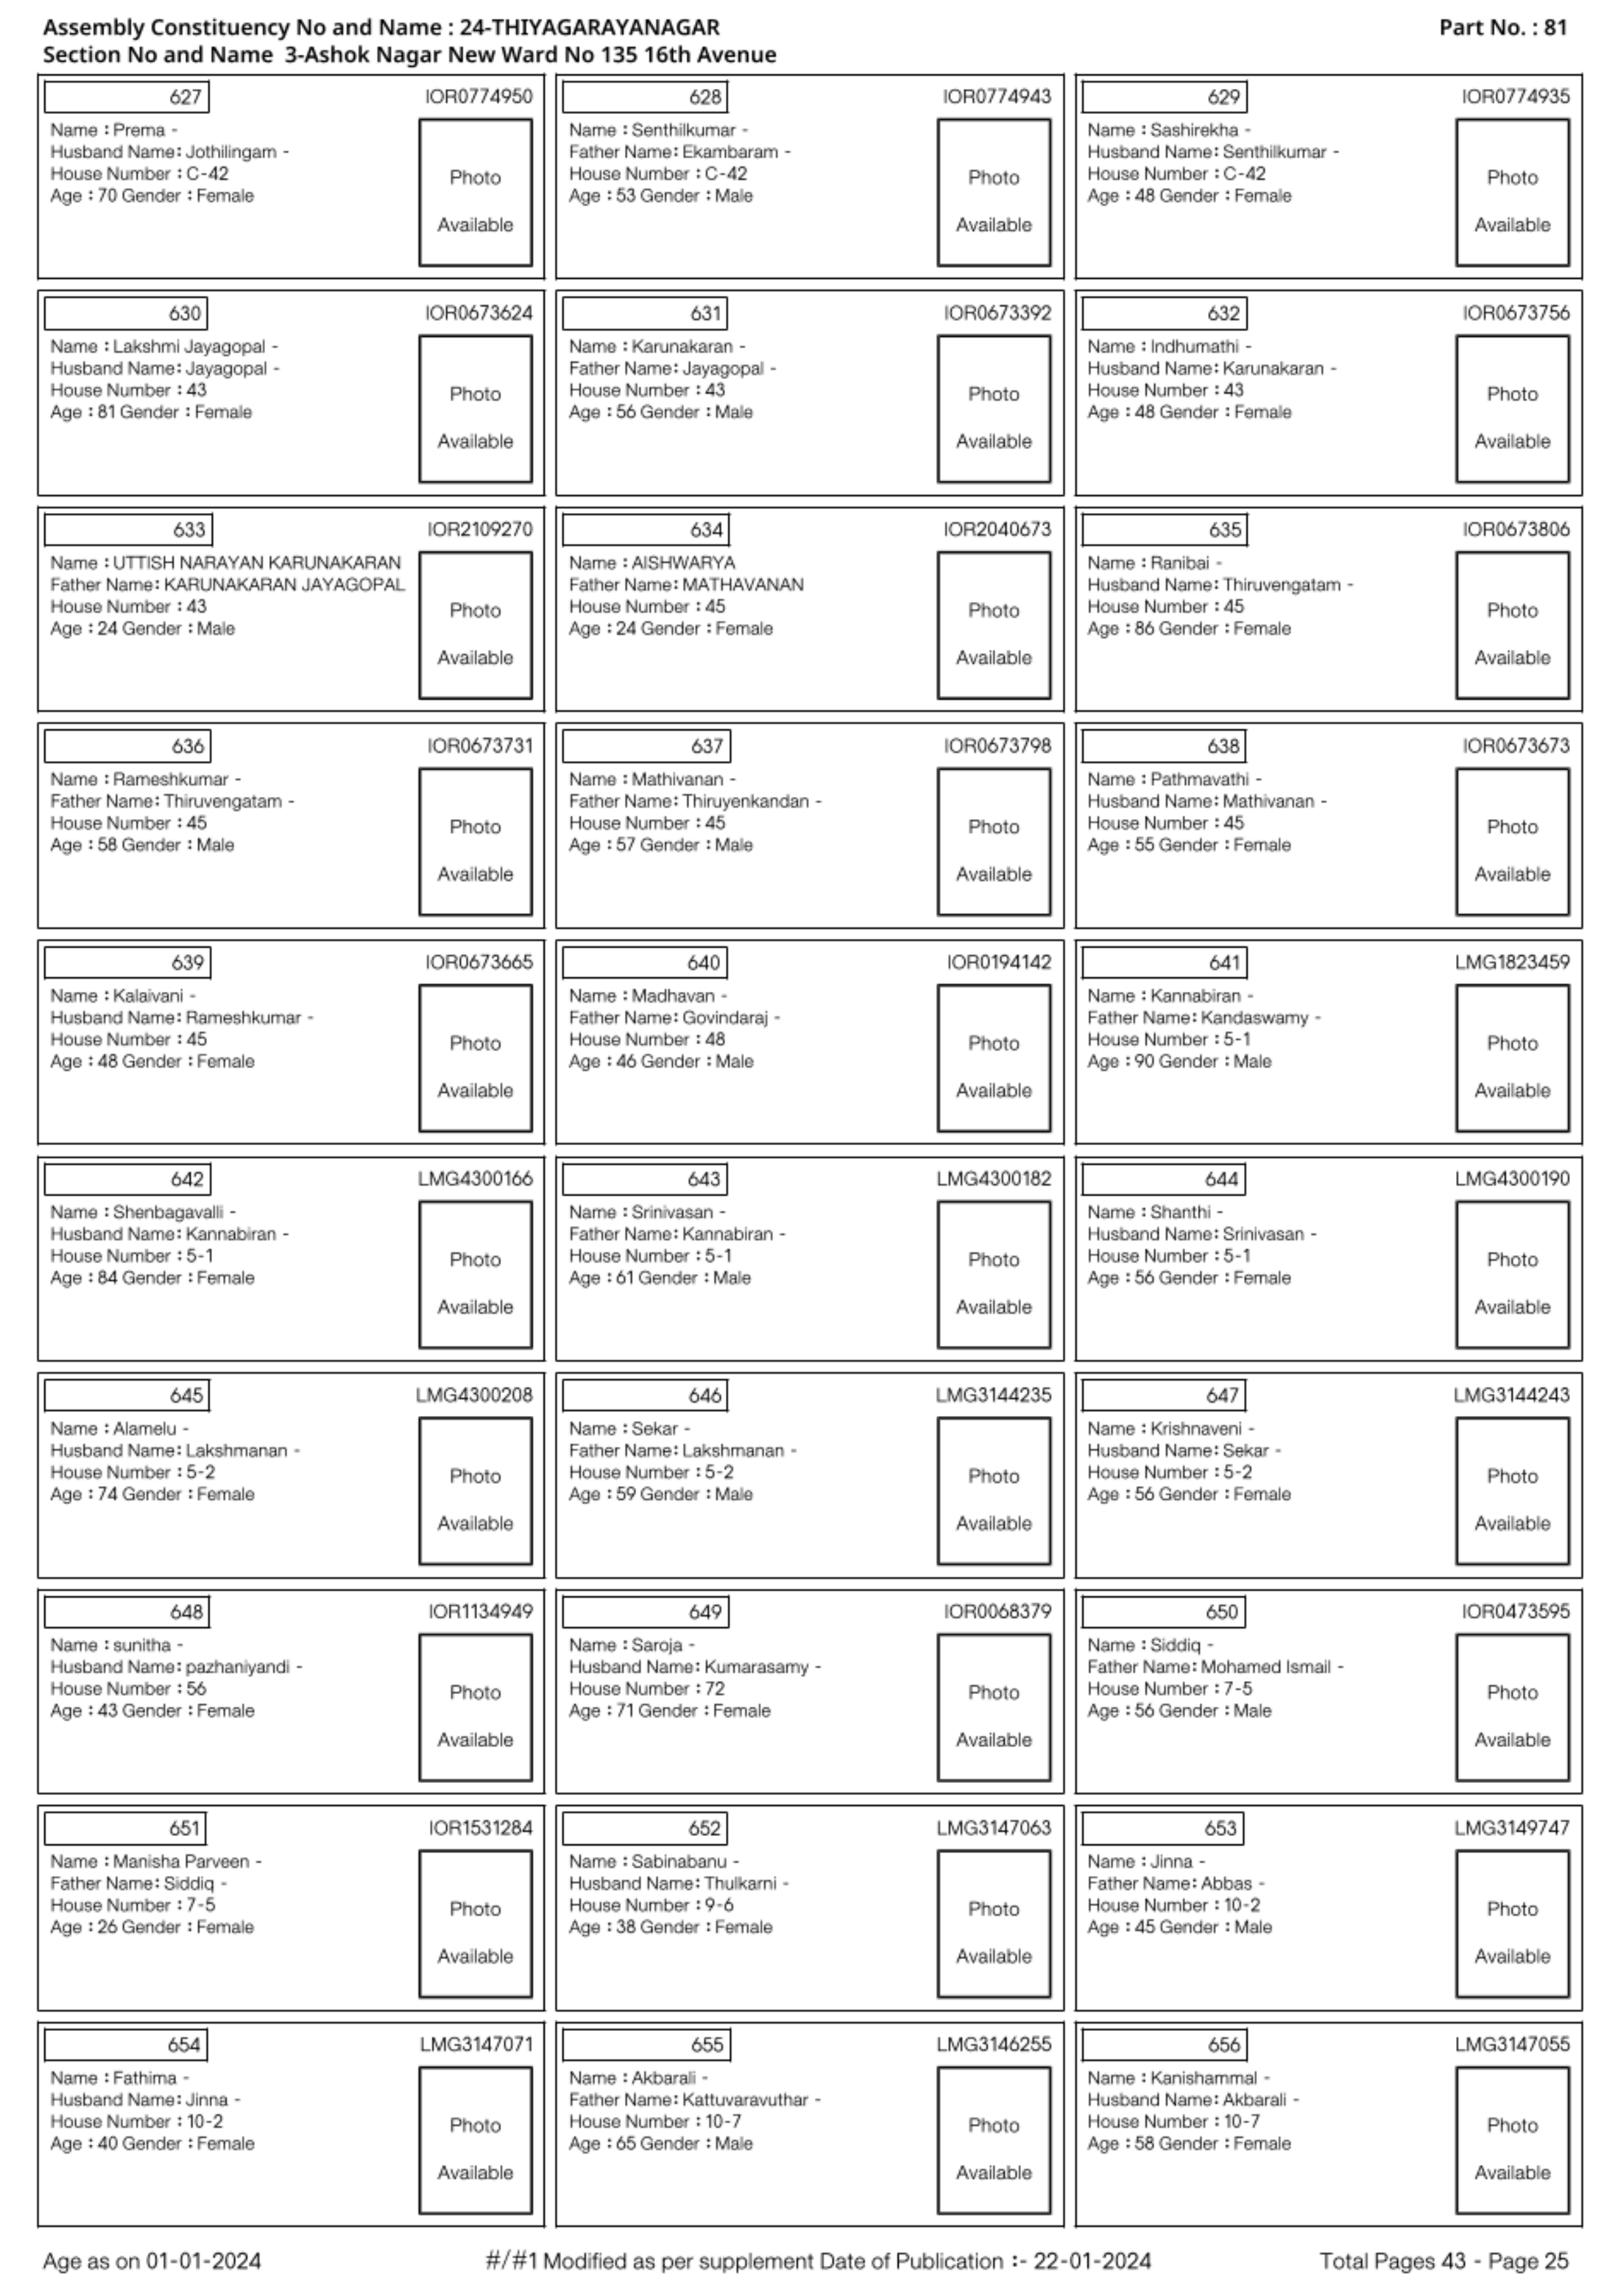 Assembly Constituency No and Name : 24-THIYAGARAYANAGAR
Part No. : 81
Section No and Name 3-Ashok Nagar New Ward No 135 16th Avenue
627
IOR0774950
Name : Prema -
Husband Name: Jothilingam -
House Number : C-42
Age : 70 Gender : Female
Photo
Available
628
IOR0774943
Name : Senthilkumar -
Father Name: Ekambaram -
House Number : C-42
Age : 53 Gender : Male
Photo
Available
629
IOR0774935
Name : Sashirekha -
Husband Name: Senthilkumar -
House Number : C-42
Age : 48 Gender : Female
Photo
Available
630
IOR0673624
Name : Lakshmi Jayagopal -
Husband Name: Jayagopal -
House Number : 43
Age : 81 Gender : Female
Photo
Available
631
IOR0673392
Name : Karunakaran -
Father Name: Jayagopal -
House Number : 43
Age : 56 Gender : Male
Photo
Available
632
IOR0673756
Name : Indhumathi -
Husband Name: Karunakaran -
House Number : 43
Age : 48 Gender : Female
Photo
Available
633
IOR2109270
Name : UTTISH NARAYAN KARUNAKARAN
Father Name: KARUNAKARAN JAYAGOPAL
House Number : 43
Age : 24 Gender : Male
Photo
Available
634
IOR2040673
Name : AISHWARYA
Father Name: MATHAVANAN
House Number : 45
Age : 24 Gender : Female
Photo
Available
635
IOR0673806
Name : Ranibai -
Husband Name: Thiruvengatam -
House Number : 45
Age : 86 Gender : Female
Photo
Available
636
IOR0673731
Name : Rameshkumar -
Father Name: Thiruvengatam -
House Number : 45
Age : 58 Gender : Male
Photo
Available
637
IOR0673798
Name : Mathivanan -
Father Name: Thiruyenkandan -
House Number : 45
Age : 57 Gender : Male
Photo
Available
638
IOR0673673
Name : Pathmavathi -
Husband Name: Mathivanan -
House Number : 45
Age : 55 Gender : Female
Photo
Available
639
IOR0673665
Name : Kalaivani -
Husband Name: Rameshkumar -
House Number : 45
Age : 48 Gender : Female
Photo
Available
640
IOR0194142
Name : Madhavan -
Father Name: Govindaraj -
House Number : 48
Age : 46 Gender : Male
Photo
Available
641
LMG1823459
Name : Kannabiran -
Father Name: Kandaswamy -
House Number : 5-1
Age : 90 Gender : Male
Photo
Available
642
LMG4300166
Name : Shenbagavalli -
Husband Name: Kannabiran -
House Number : 5-1
Age : 84 Gender : Female
Photo
Available
643
LMG4300182
Name : Srinivasan -
Father Name: Kannabiran -
House Number : 5-1
Age : 61 Gender : Male
Photo
Available
644
LMG4300190
Name : Shanthi -
Husband Name: Srinivasan -
House Number : 5-1
Age : 56 Gender : Female
Photo
Available
645
LMG4300208
Name : Alamelu -
Husband Name: Lakshmanan -
House Number : 5-2
Age : 74 Gender : Female
Photo
Available
646
LMG3144235
Name : Sekar -
Father Name: Lakshmanan -
House Number : 5-2
Age : 59 Gender : Male
Photo
Available
647
LMG3144243
Name : Krishnaveni -
Husband Name: Sekar -
House Number : 5-2
Age : 56 Gender : Female
Photo
Available
648
IOR1134949
Name : sunitha -
Husband Name: pazhaniyandi -
House Number : 56
Age : 43 Gender : Female
Photo
Available
649
IOR0068379
Name : Saroja -
Husband Name: Kumarasamy -
House Number : 72
Age : 71 Gender : Female
Photo
Available
650
IOR0473595
Name : Siddiq -
Father Name: Mohamed Ismail -
House Number : 7-5
Age : 56 Gender : Male
Photo
Available
651
IOR1531284
Name : Manisha Parveen -
Father Name: Siddiq -
House Number : 7-5
Age : 26 Gender : Female
Photo
Available
652
LMG3147063
Name : Sabinabanu -
Husband Name: Thulkarni -
House Number : 9-6
Age : 38 Gender : Female
Photo
Available
653
LMG3149747
Name : Jinna -
Father Name: Abbas -
House Number : 10-2
Age : 45 Gender : Male
Photo
Available
654
LMG3147071
Name : Fathima -
Husband Name: Jinna -
House Number : 10-2
Age : 40 Gender : Female
Photo
Available
655
LMG3146255
Name : Akbarali -
Father Name: Kattuvaravuthar -
House Number : 10-7
Age : 65 Gender : Male
Photo
Available
656
LMG3147055
Name : Kanishammal -
Husband Name: Akbarali -
House Number : 10-7
Age : 58 Gender : Female
Photo
Available
Age as on 01-01-2024
#/#1 Modified as per supplement Date of Publication :- 22-01-2024
Total Pages 43 - Page 25